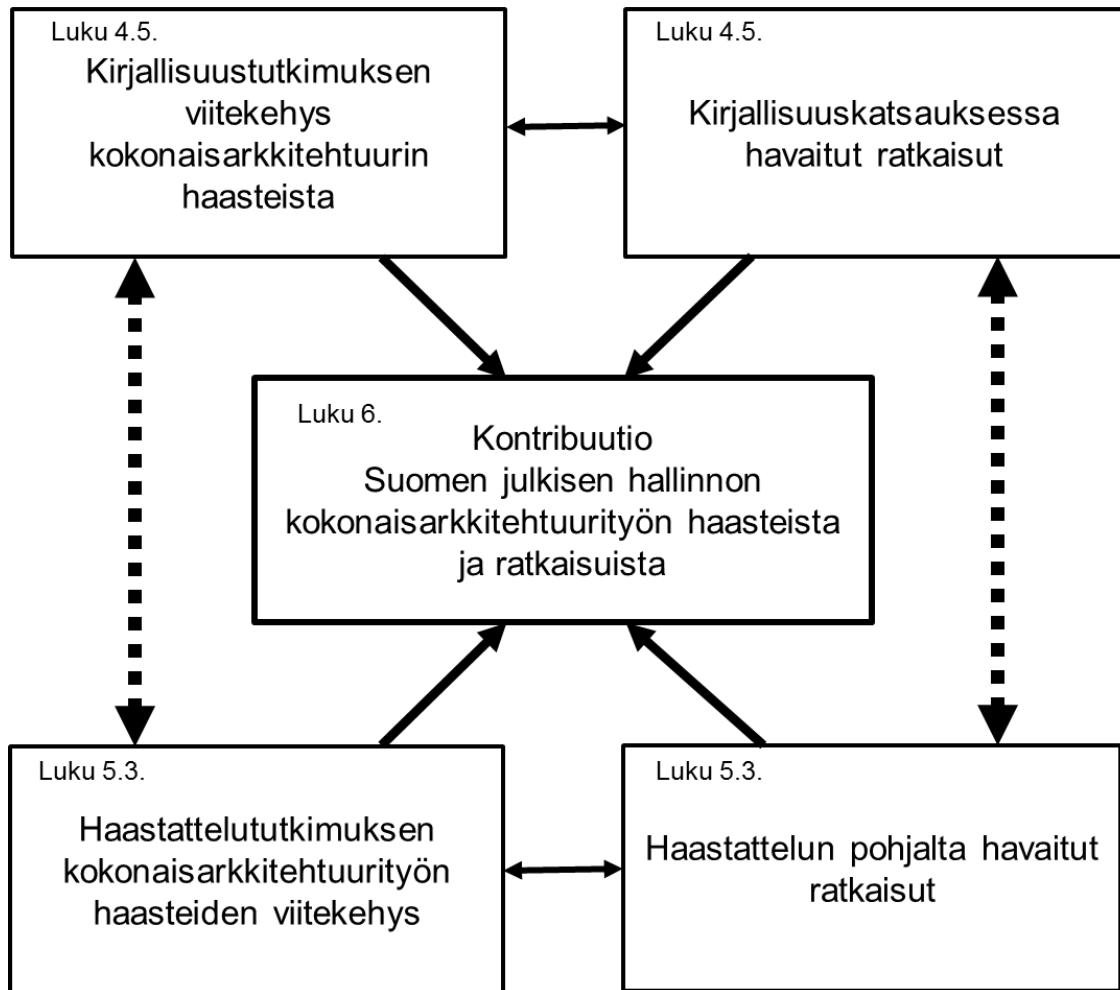 Luku 4.5.
Kirjallisuustutkimuksen
viitekehys
kokonaisarkkitehtuurin
haasteista
Luku 4.5.
Kirjallisuuskatsauksessa
havaitut ratkaisut
Luku 6.
Kontribuutio
Suomen julkisen hallinnon
kokonaisarkkitehtuurityön haasteista
ja ratkaisuista
Luku 5.3.
Haastattelututkimuksen
kokonaisarkkitehtuurityön
haasteiden viitekehys
Luku 5.3.
Haastattelun pohjalta havaitut
ratkaisut